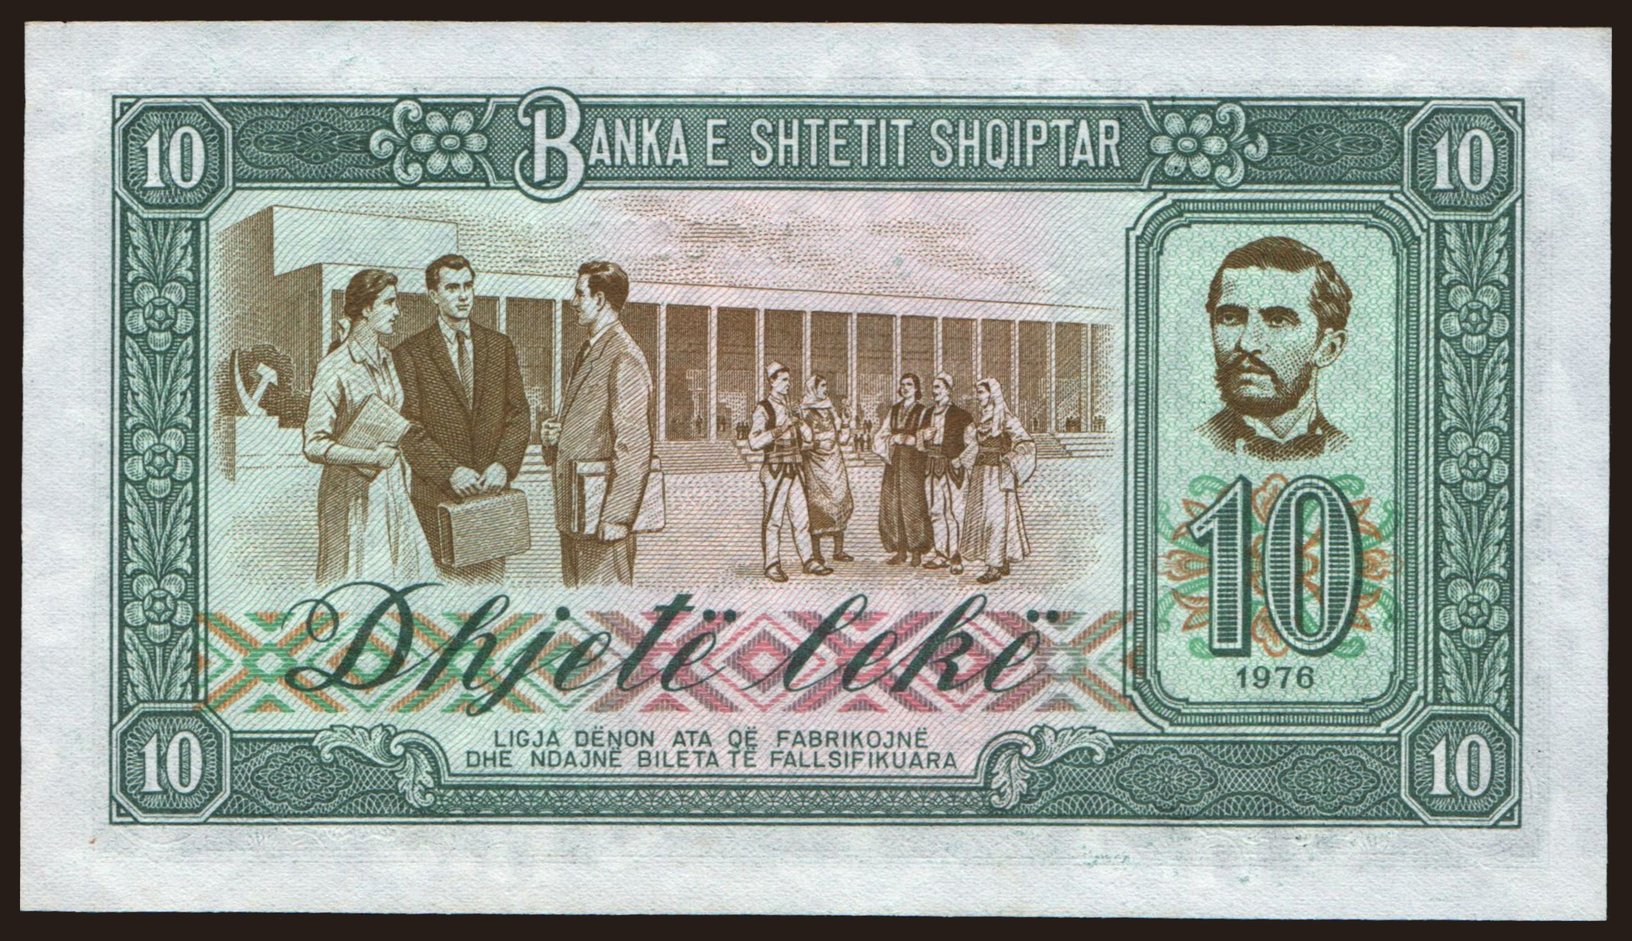 10
BANKA E SHTETIT SHQIPTAR
10
10
1976
Dhjetë lekë
LIGJA DËNON ATA QË FABRIKOJNË
DHE NDAJNË BILETA TË FALLSIFIKUARA
10
10